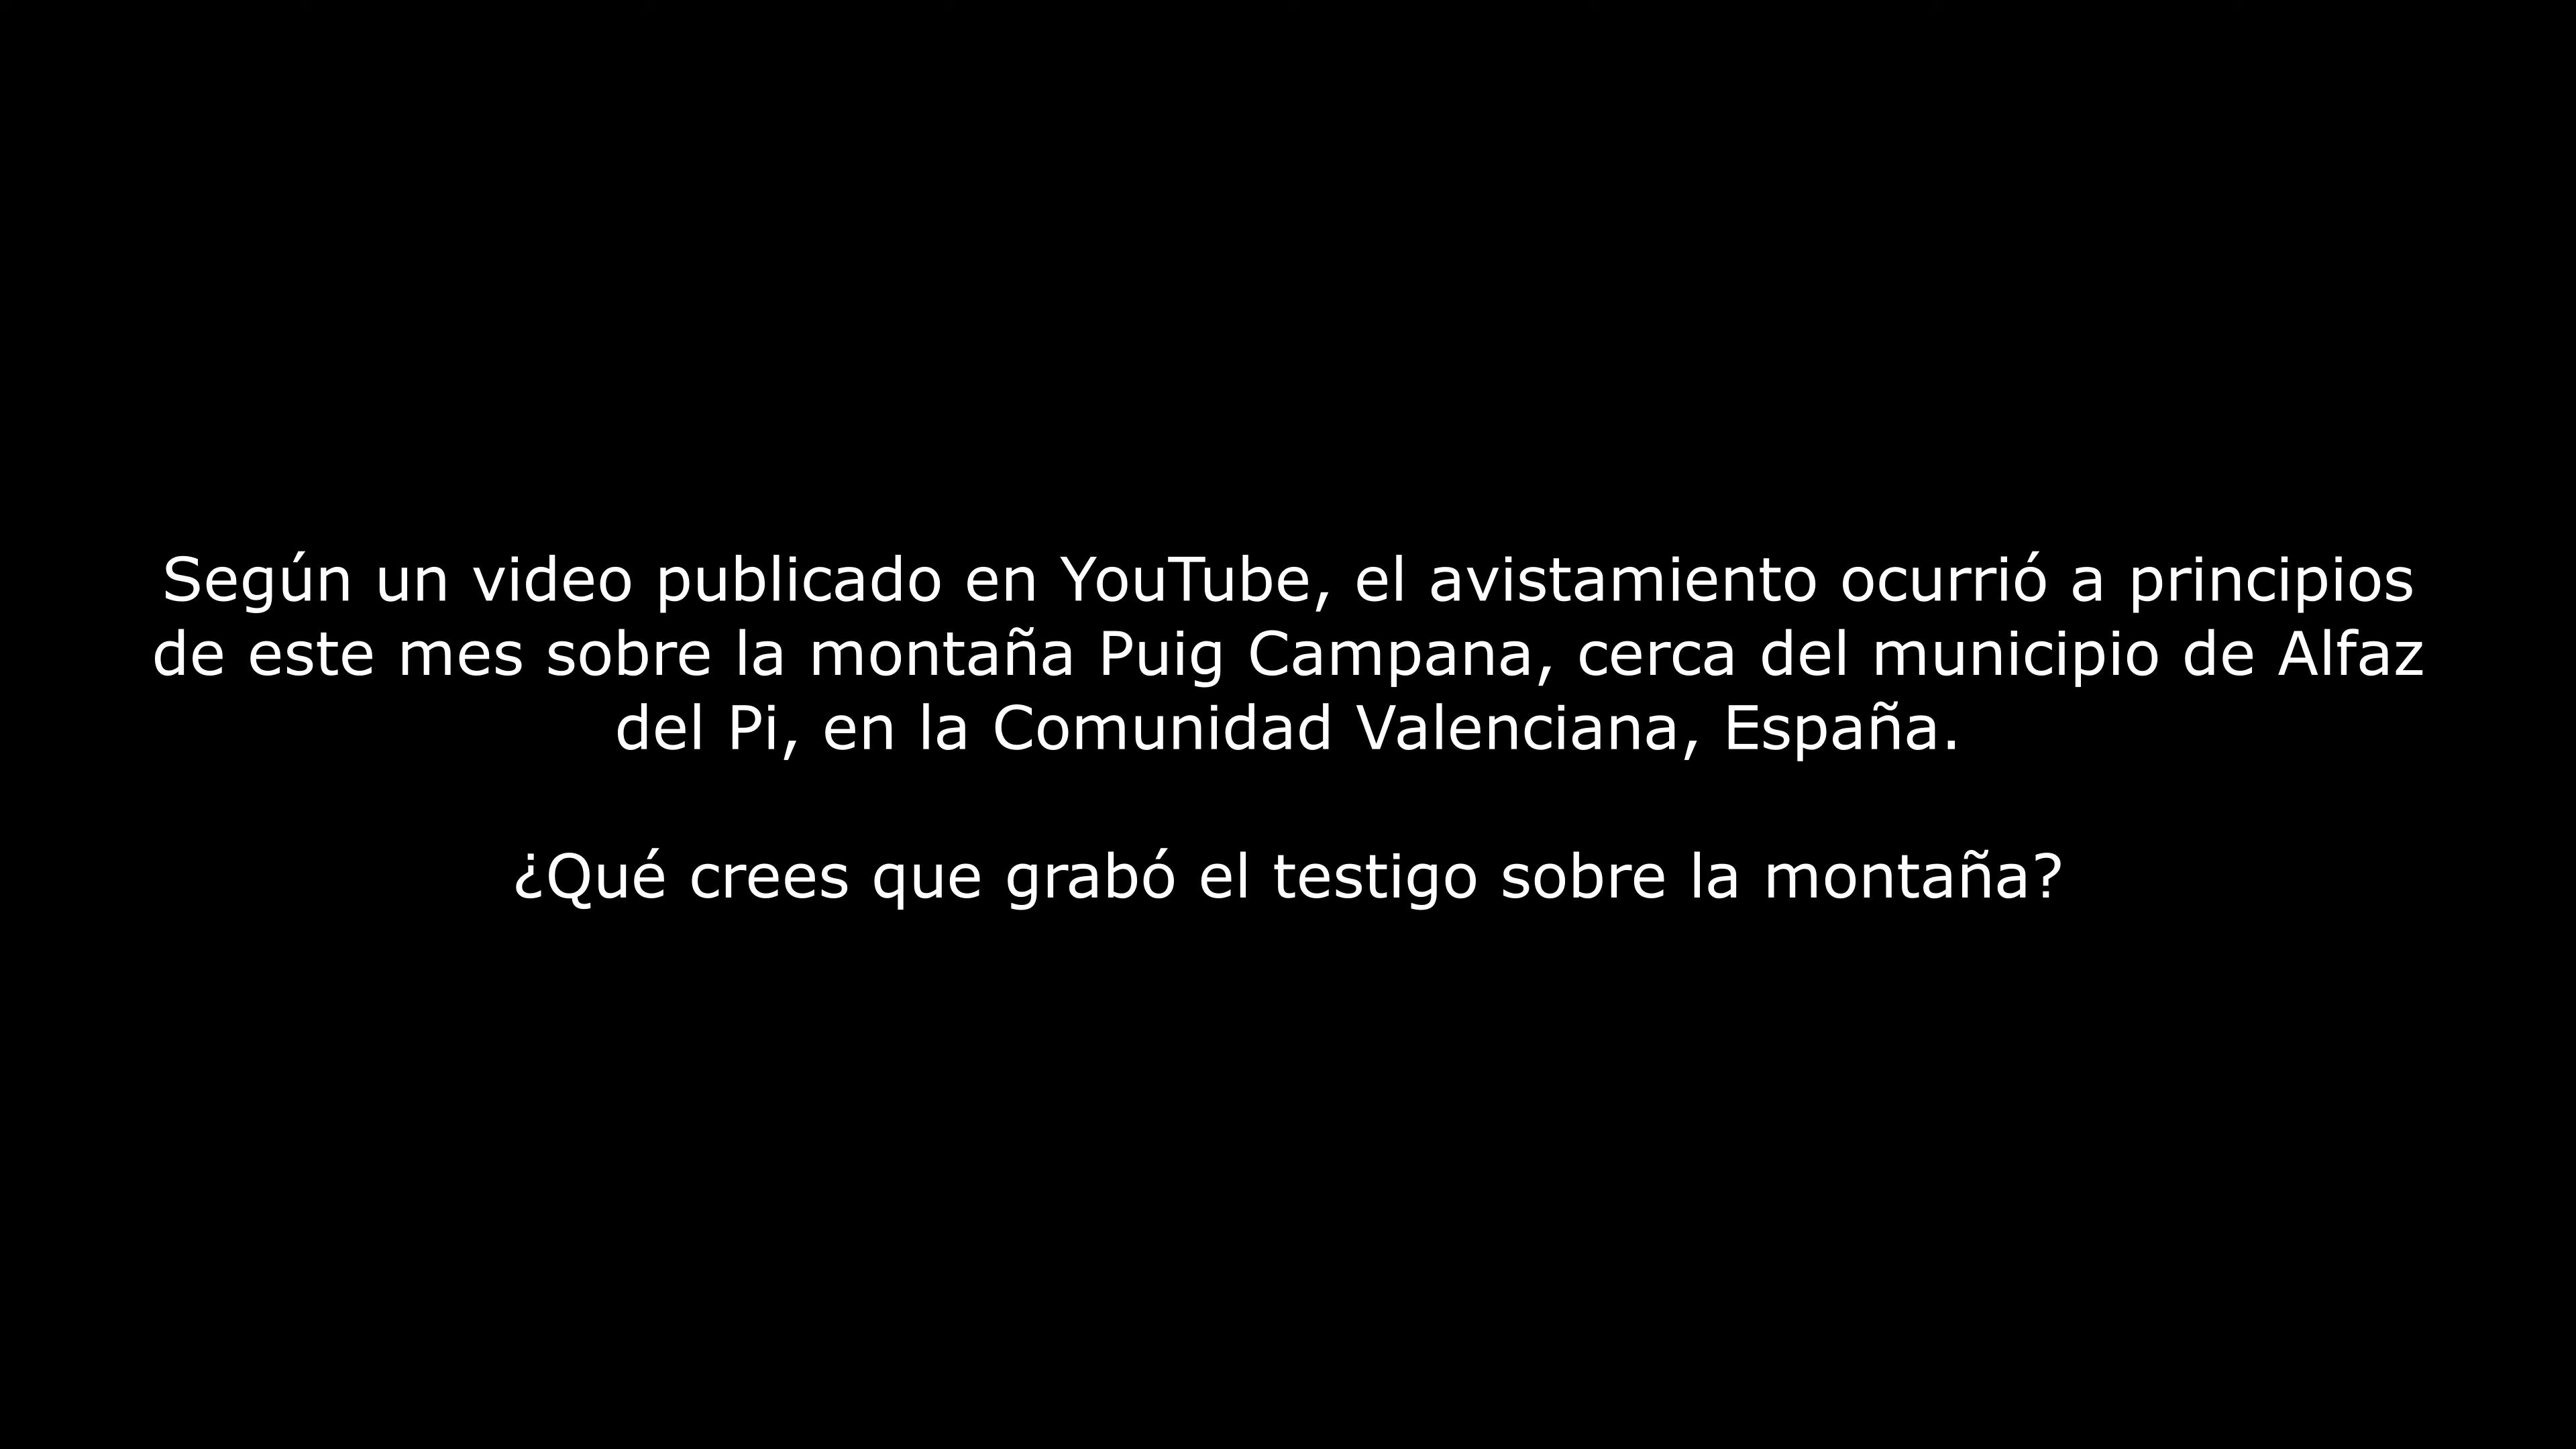 Según un video publicado en YouTube, el avistamiento ocurrió a principios
de este mes sobre la montaña Puig Campana, cerca del municipio de Alfaz
del Pi, en la Comunidad Valenciana, España.
¿Qué crees que grabó el testigo sobre la montaña?